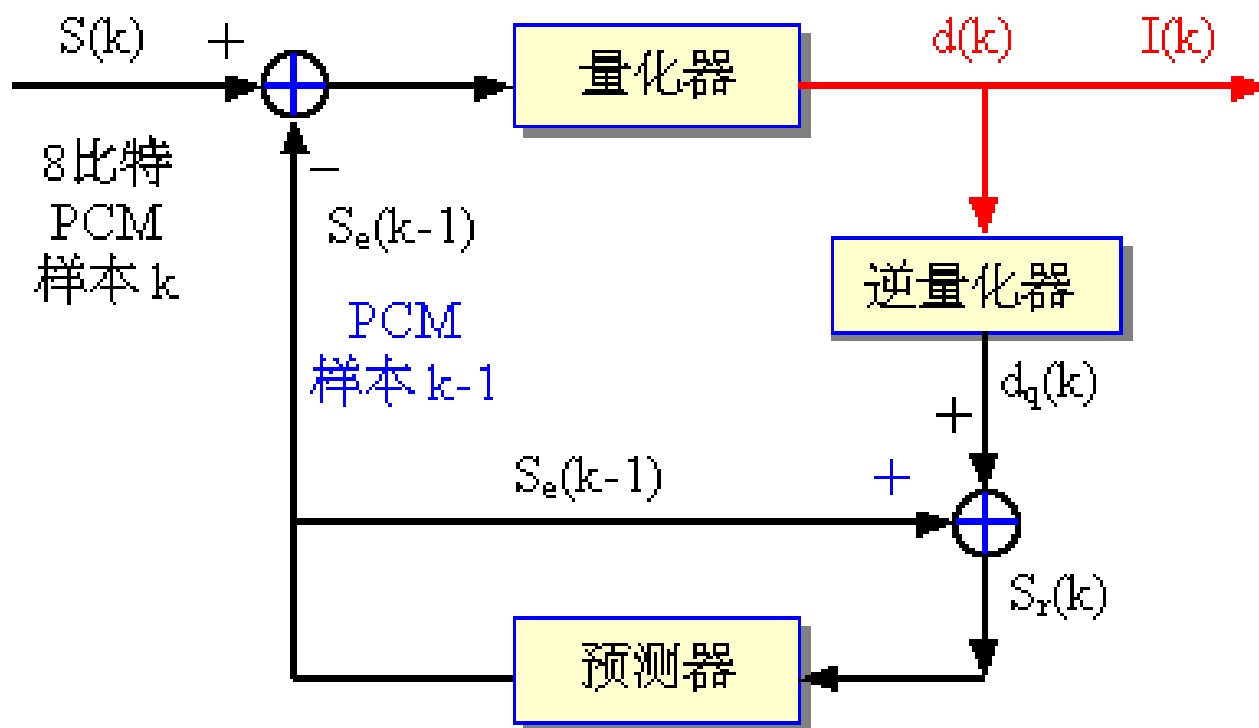 S(k)
+
量化器
d(k)
I(k)
8比特
PCM
样本 k
−
Sₑ(k-1)
PCM
样本 k-1
逆量化器
d_q(k)
+
Sₑ(k-1)
+
Sᵣ(k)
预测器